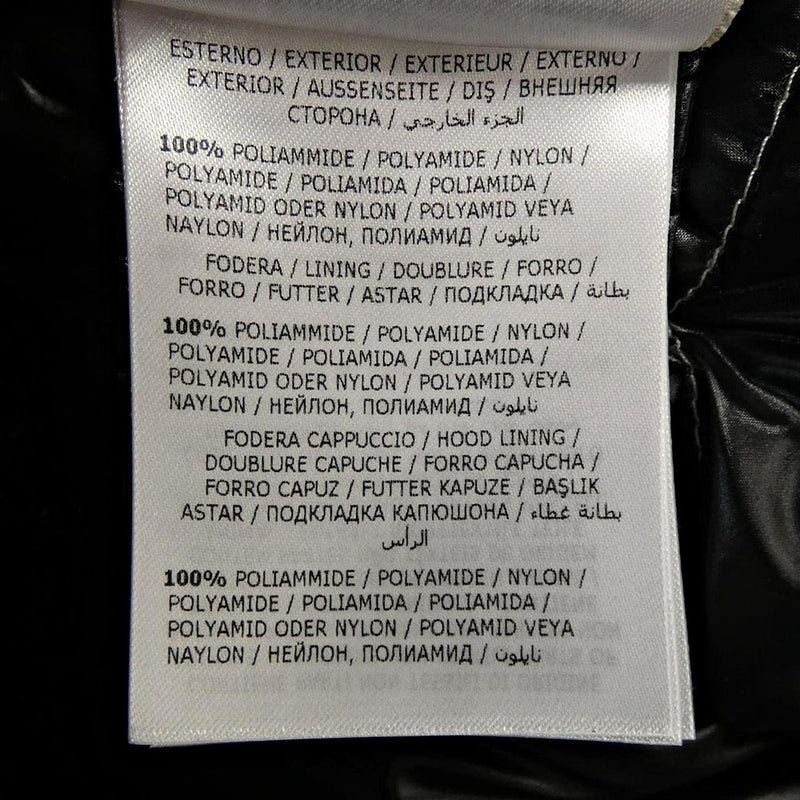 ESTERNO / EXTERIOR / EXTERIEUR / EXTERNO /
EXTERIOR / AUSSENSEITE / DIŞ / ВНЕШНЯЯ
СТОРОНА / الجزء الخارجي
100% POLIAMMIDE / POLYAMIDE / NYLON /
POLYAMIDE / POLIAMIDA / POLIAMIDA /
POLYAMID ODER NYLON / POLYAMID VEYA
NAYLON / НЕЙЛОН, ПОЛИАМИД / نايلون
FODERA / LINING / DOUBLURE / FORRO /
FORRO / FUTTER / ASTAR / ПОДКЛАДКА / بطانة
100% POLIAMMIDE / POLYAMIDE / NYLON /
POLYAMIDE / POLIAMIDA / POLIAMIDA /
POLYAMID ODER NYLON / POLYAMID VEYA
NAYLON / НЕЙЛОН, ПОЛИАМИД / نايلون
FODERA CAPPUCCIO / HOOD LINING /
DOUBLURE CAPUCHE / FORRO CAPUCHA /
FORRO CAPUZ / FUTTER KAPUZE / BAŞLIK
ASTAR / ПОДКЛАДКА КАПЮШОНА / بطانة غطاء
الرأس
100% POLIAMMIDE / POLYAMIDE / NYLON /
POLYAMIDE / POLIAMIDA / POLIAMIDA /
POLYAMID ODER NYLON / POLYAMID VEYA
NAYLON / НЕЙЛОН, ПОЛИАМИД / نايلون